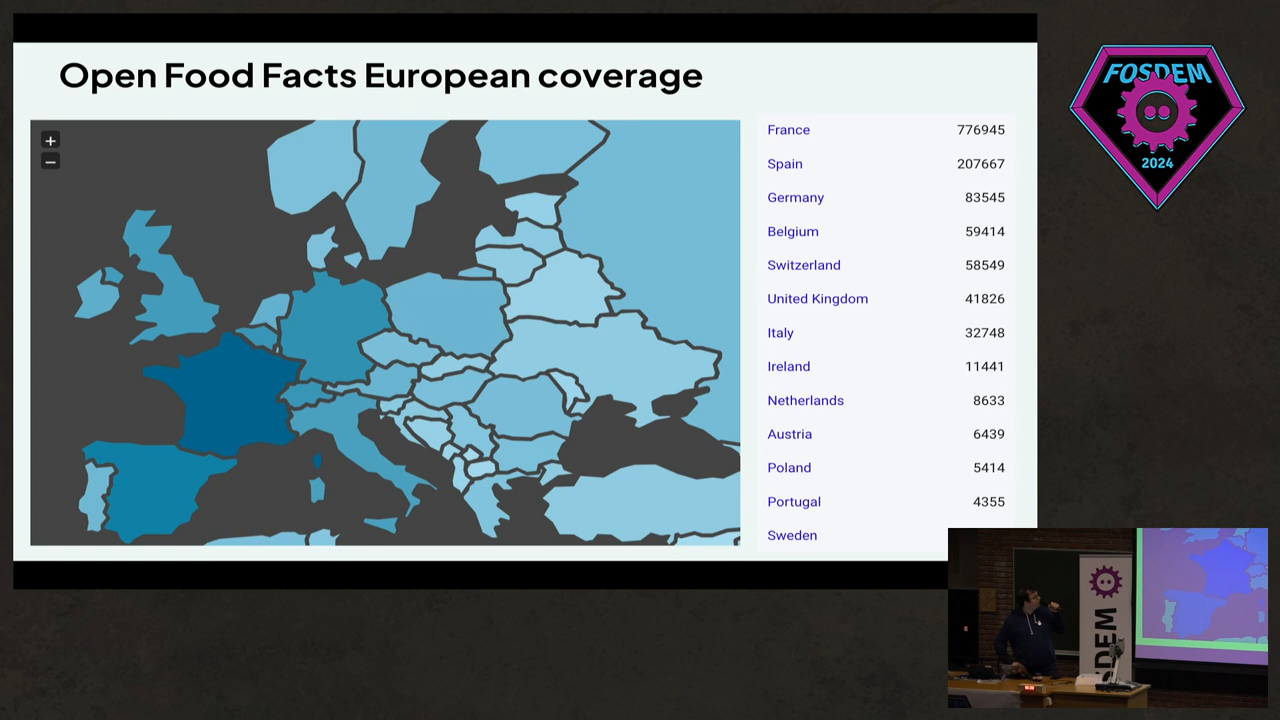 Open Food Facts European coverage
+
−
France 776945
Spain 207667
Germany 83545
Belgium 59414
Switzerland 58549
United Kingdom 41826
Italy 32748
Ireland 11441
Netherlands 8633
Austria 6439
Poland 5414
Portugal 4355
Sweden
FOSDEM
2024
SDEM